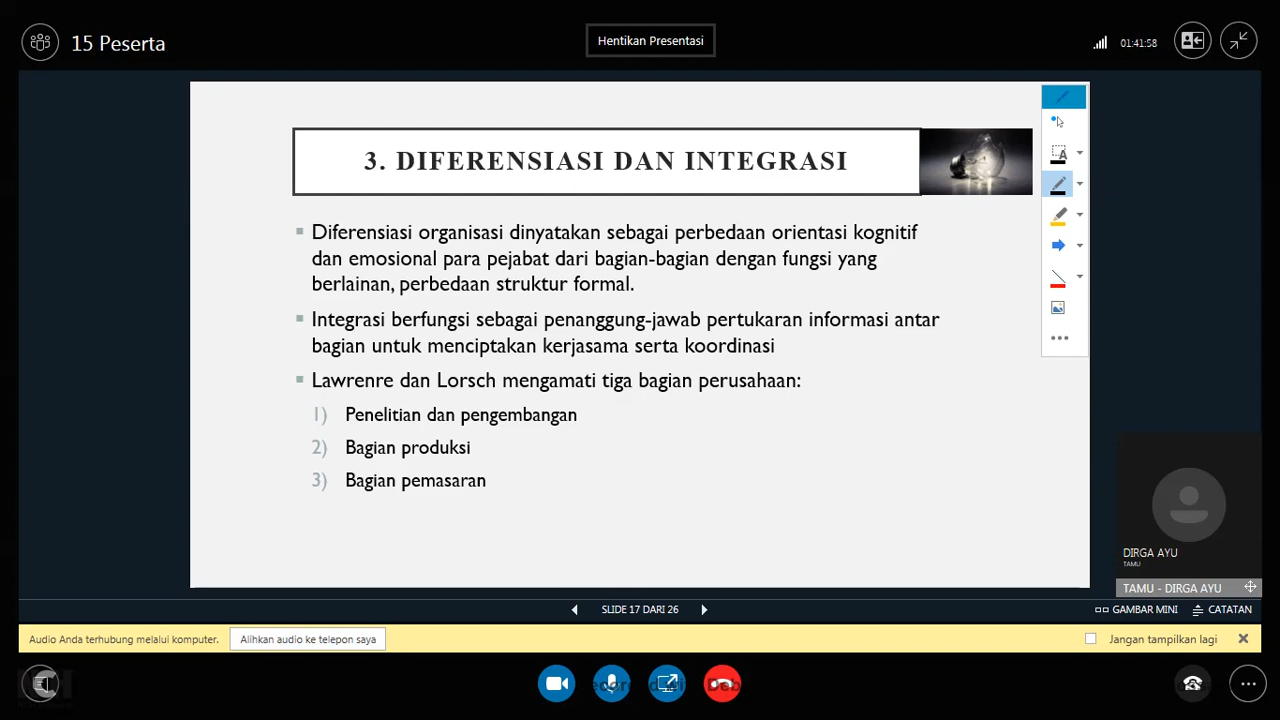 15 Peserta
Hentikan Presentasi
01:41:58
3. DIFERENSIASI DAN INTEGRASI
Diferensiasi organisasi dinyatakan sebagai perbedaan orientasi kognitif
dan emosional para pejabat dari bagian-bagian dengan fungsi yang
berlainan, perbedaan struktur formal.
Integrasi berfungsi sebagai penanggung-jawab pertukaran informasi antar
bagian untuk menciptakan kerjasama serta koordinasi
Lawrenre dan Lorsch mengamati tiga bagian perusahaan:
1) Penelitian dan pengembangan
2) Bagian produksi
3) Bagian pemasaran
DIRGA AYU
TAMU
TAMU - DIRGA AYU
SLIDE 17 DARI 26
GAMBAR MINI
CATATAN
Audio Anda terhubung melalui komputer.
Alihkan audio ke telepon saya
Jangan tampilkan lagi